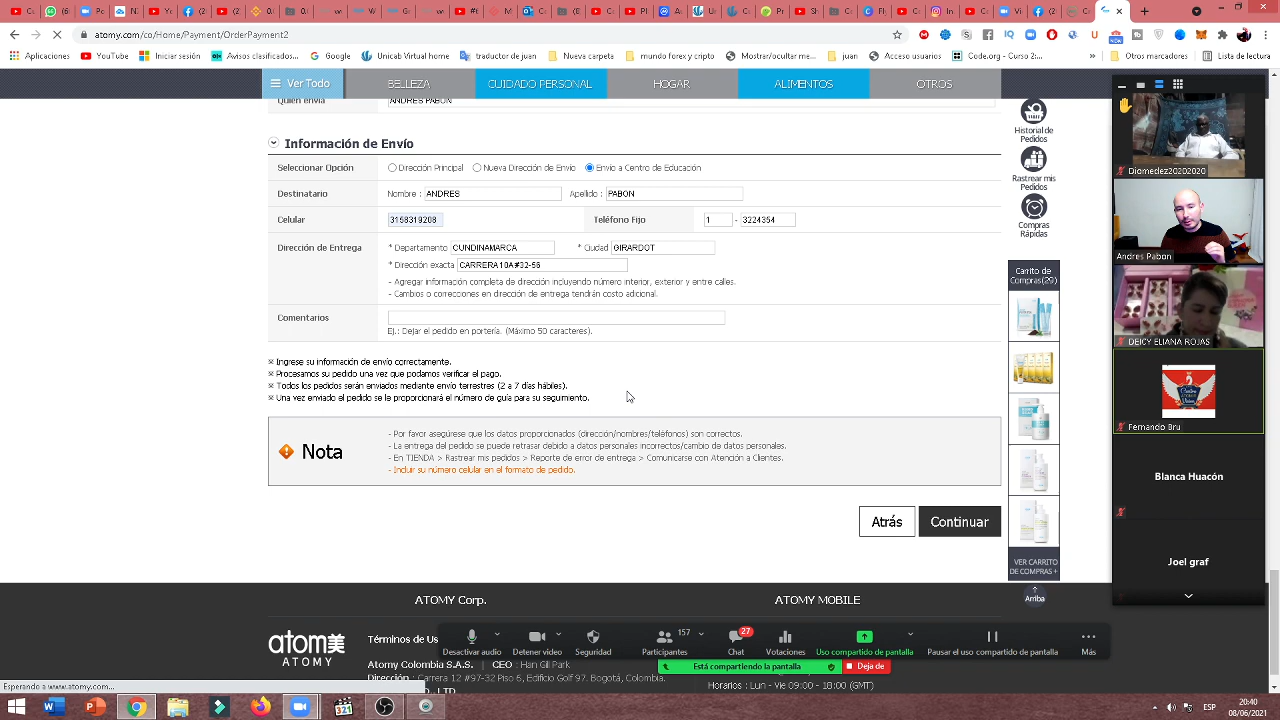 atomy.com/co/Home/Payment/OrderPayment2
Aplicaciones
YouTube
Iniciar sesión
Avisos clasificados...
Google
Unicab Virtual
traductor de juan
Nueva carpeta
mundo forex y cripto
Mostrar/ocultar me...
juan
Acceso usuarios
Code.org - Curso 2:...
Otros marcadores
Lista de lectura
Ver Todo
BELLEZA
CUIDADO PERSONAL
HOGAR
ALIMENTOS
OTROS
Quien envia
ANDRES PABON
Información de Envío
Seleccionar Opción
Dirección Principal
Nueva Dirección de Envío
Envío a Centro de Educación
Destinatario
Nombre :
ANDRES
Apellido :
PABON
Celular
3158319208
Teléfono Fijo
1
-
3224354
Dirección de Entrega
* Departamento
CUNDINAMARCA
* Ciudad
GIRARDOT
- Agregar información completa de dirección incluyendo número interior, exterior y entre calles.
- Cambios o correcciones en dirección de entrega tendrán costo adicional.
Comentarios
Ej.: Dejar el pedido en portería. (Máximo 50 caracteres).
※ Ingrese su información de envío correctamente.
※ Procesamos su pedido una vez que podamos verificar el pago.
※ Todos los pedidos serán enviados mediante envío terrestre (2 a 7 días hábiles).
※ Una vez enviado el pedido se le proporcionará el número de guía para su seguimiento.
Nota
- Por favor asegúrese que los datos proporcionados (dirección/nombres/teléfonos) son correctos.
- La entrega del pedido se puede retrasar debido a datos personales incorrectos/cambio de datos personales.
- En TIENDA > Rastrear mis pedidos > Reporte de error de entrega > Comunicarse con Atención a Clientes.
- Incluir su número celular en el formato de pedido.
Atrás
Continuar
Historial de
Pedidos
Rastrear mis
Pedidos
Compras
Rápidas
Carrito de
Compras(29)
VER CARRITO
DE COMPRAS +
Arriba
Diomedez20202020
Andres Pabon
DEICY ELIANA ROJAS
Fernando Bru
Blanca Huacón
Joel graf
ATOMY Corp.
ATOMY MOBILE
atom美
ATOMY
Términos de Us
Atomy Colombia S.A.S. | CEO : Han Gill Park
Dirección : Carrera 12 #97-32 Piso 6, Edificio Golf 97. Bogotá, Colombia.
Horarios : Lun - Vie 09:00 - 18:00 (GMT)
Desactivar audio
Detener video
Seguridad
157
Participantes
27
Chat
Votaciones
Uso compartido de pantalla
Pausar el uso compartido de pantalla
Más
Está compartiendo la pantalla
Deja de
Esperando a www.atomy.com...
ESP
20:40
08/06/2021